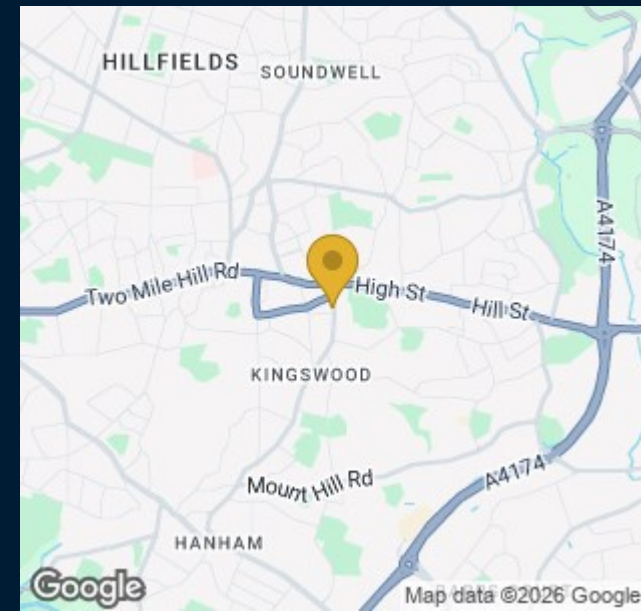 HILLFIELDS
SOUNDWELL
A4174
Two Mile Hill Rd
High St
Hill St
KINGSWOOD
Mount Hill Rd
A4174
HANHAM
Google
Map data ©2026 Google